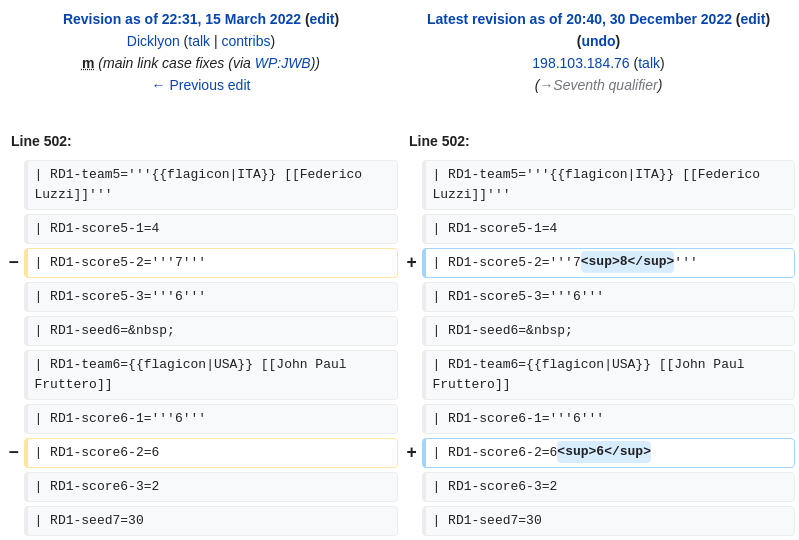 Revision as of 22:31, 15 March 2022 (edit)
Dicklyon (talk | contribs)
m (main link case fixes (via WP:JWB))
← Previous edit
Latest revision as of 20:40, 30 December 2022 (edit)
(undo)
198.103.184.76 (talk)
(→Seventh qualifier)
Line 502:
Line 502:
| RD1-team5='''{{flagicon|ITA}} [[Federico
Luzzi]]'''
| RD1-team5='''{{flagicon|ITA}} [[Federico
Luzzi]]'''
| RD1-score5-1=4
| RD1-score5-1=4
− | RD1-score5-2='''7'''
+ | RD1-score5-2='''7<sup>8</sup>'''
| RD1-score5-3='''6'''
| RD1-score5-3='''6'''
| RD1-seed6=&nbsp;
| RD1-seed6=&nbsp;
| RD1-team6={{flagicon|USA}} [[John Paul
Fruttero]]
| RD1-team6={{flagicon|USA}} [[John Paul
Fruttero]]
| RD1-score6-1='''6'''
| RD1-score6-1='''6'''
− | RD1-score6-2=6
+ | RD1-score6-2=6<sup>6</sup>
| RD1-score6-3=2
| RD1-score6-3=2
| RD1-seed7=30
| RD1-seed7=30